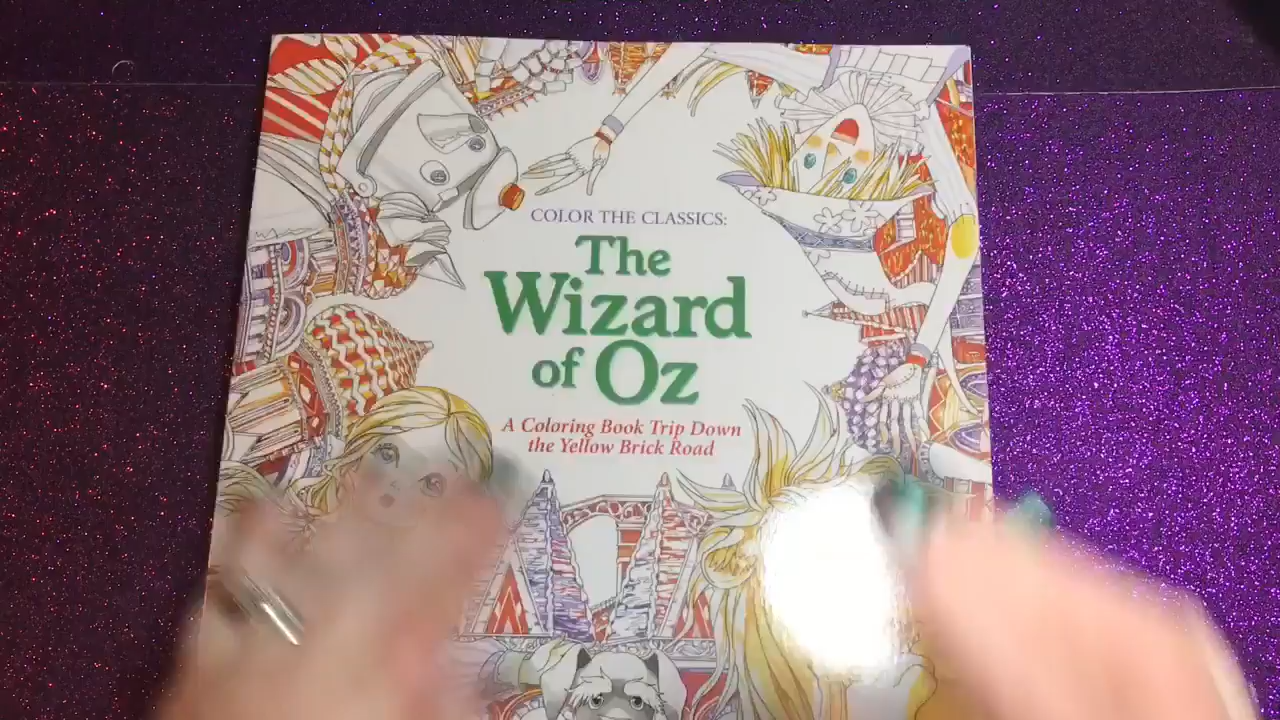 COLOR THE CLASSICS:
The
Wizard
of Oz
A Coloring Book Trip Down
the Yellow Brick Road